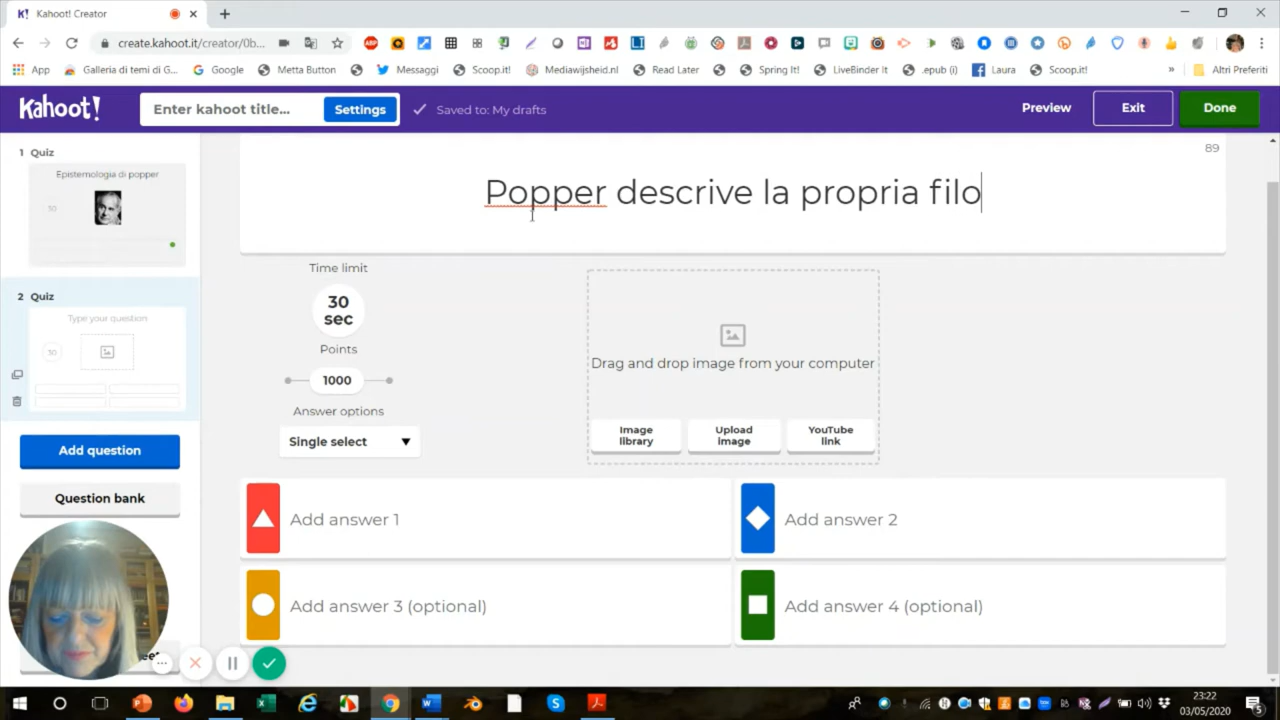 K! Kahoot! Creator
create.kahoot.it/creator/0b...
App
Galleria di temi di G...
Google
Metta Button
Messaggi
Scoop.it!
Mediawijsheid.nl
Read Later
Spring It!
LiveBinder It
.epub (i)
Laura
Scoop.it!
»
Altri Preferiti
Kahoot!
Enter kahoot title...
Settings
Saved to: My drafts
Preview
Exit
Done
1 Quiz
Epistemologia di popper
30
2 Quiz
Type your question
30
Add question
Question bank
89
Popper descrive la propria filo
Time limit
30
sec
Points
1000
Answer options
Single select
Drag and drop image from your computer
Image
library
Upload
image
YouTube
link
Add answer 1
Add answer 2
Add answer 3 (optional)
Add answer 4 (optional)
23:22
03/05/2020
5